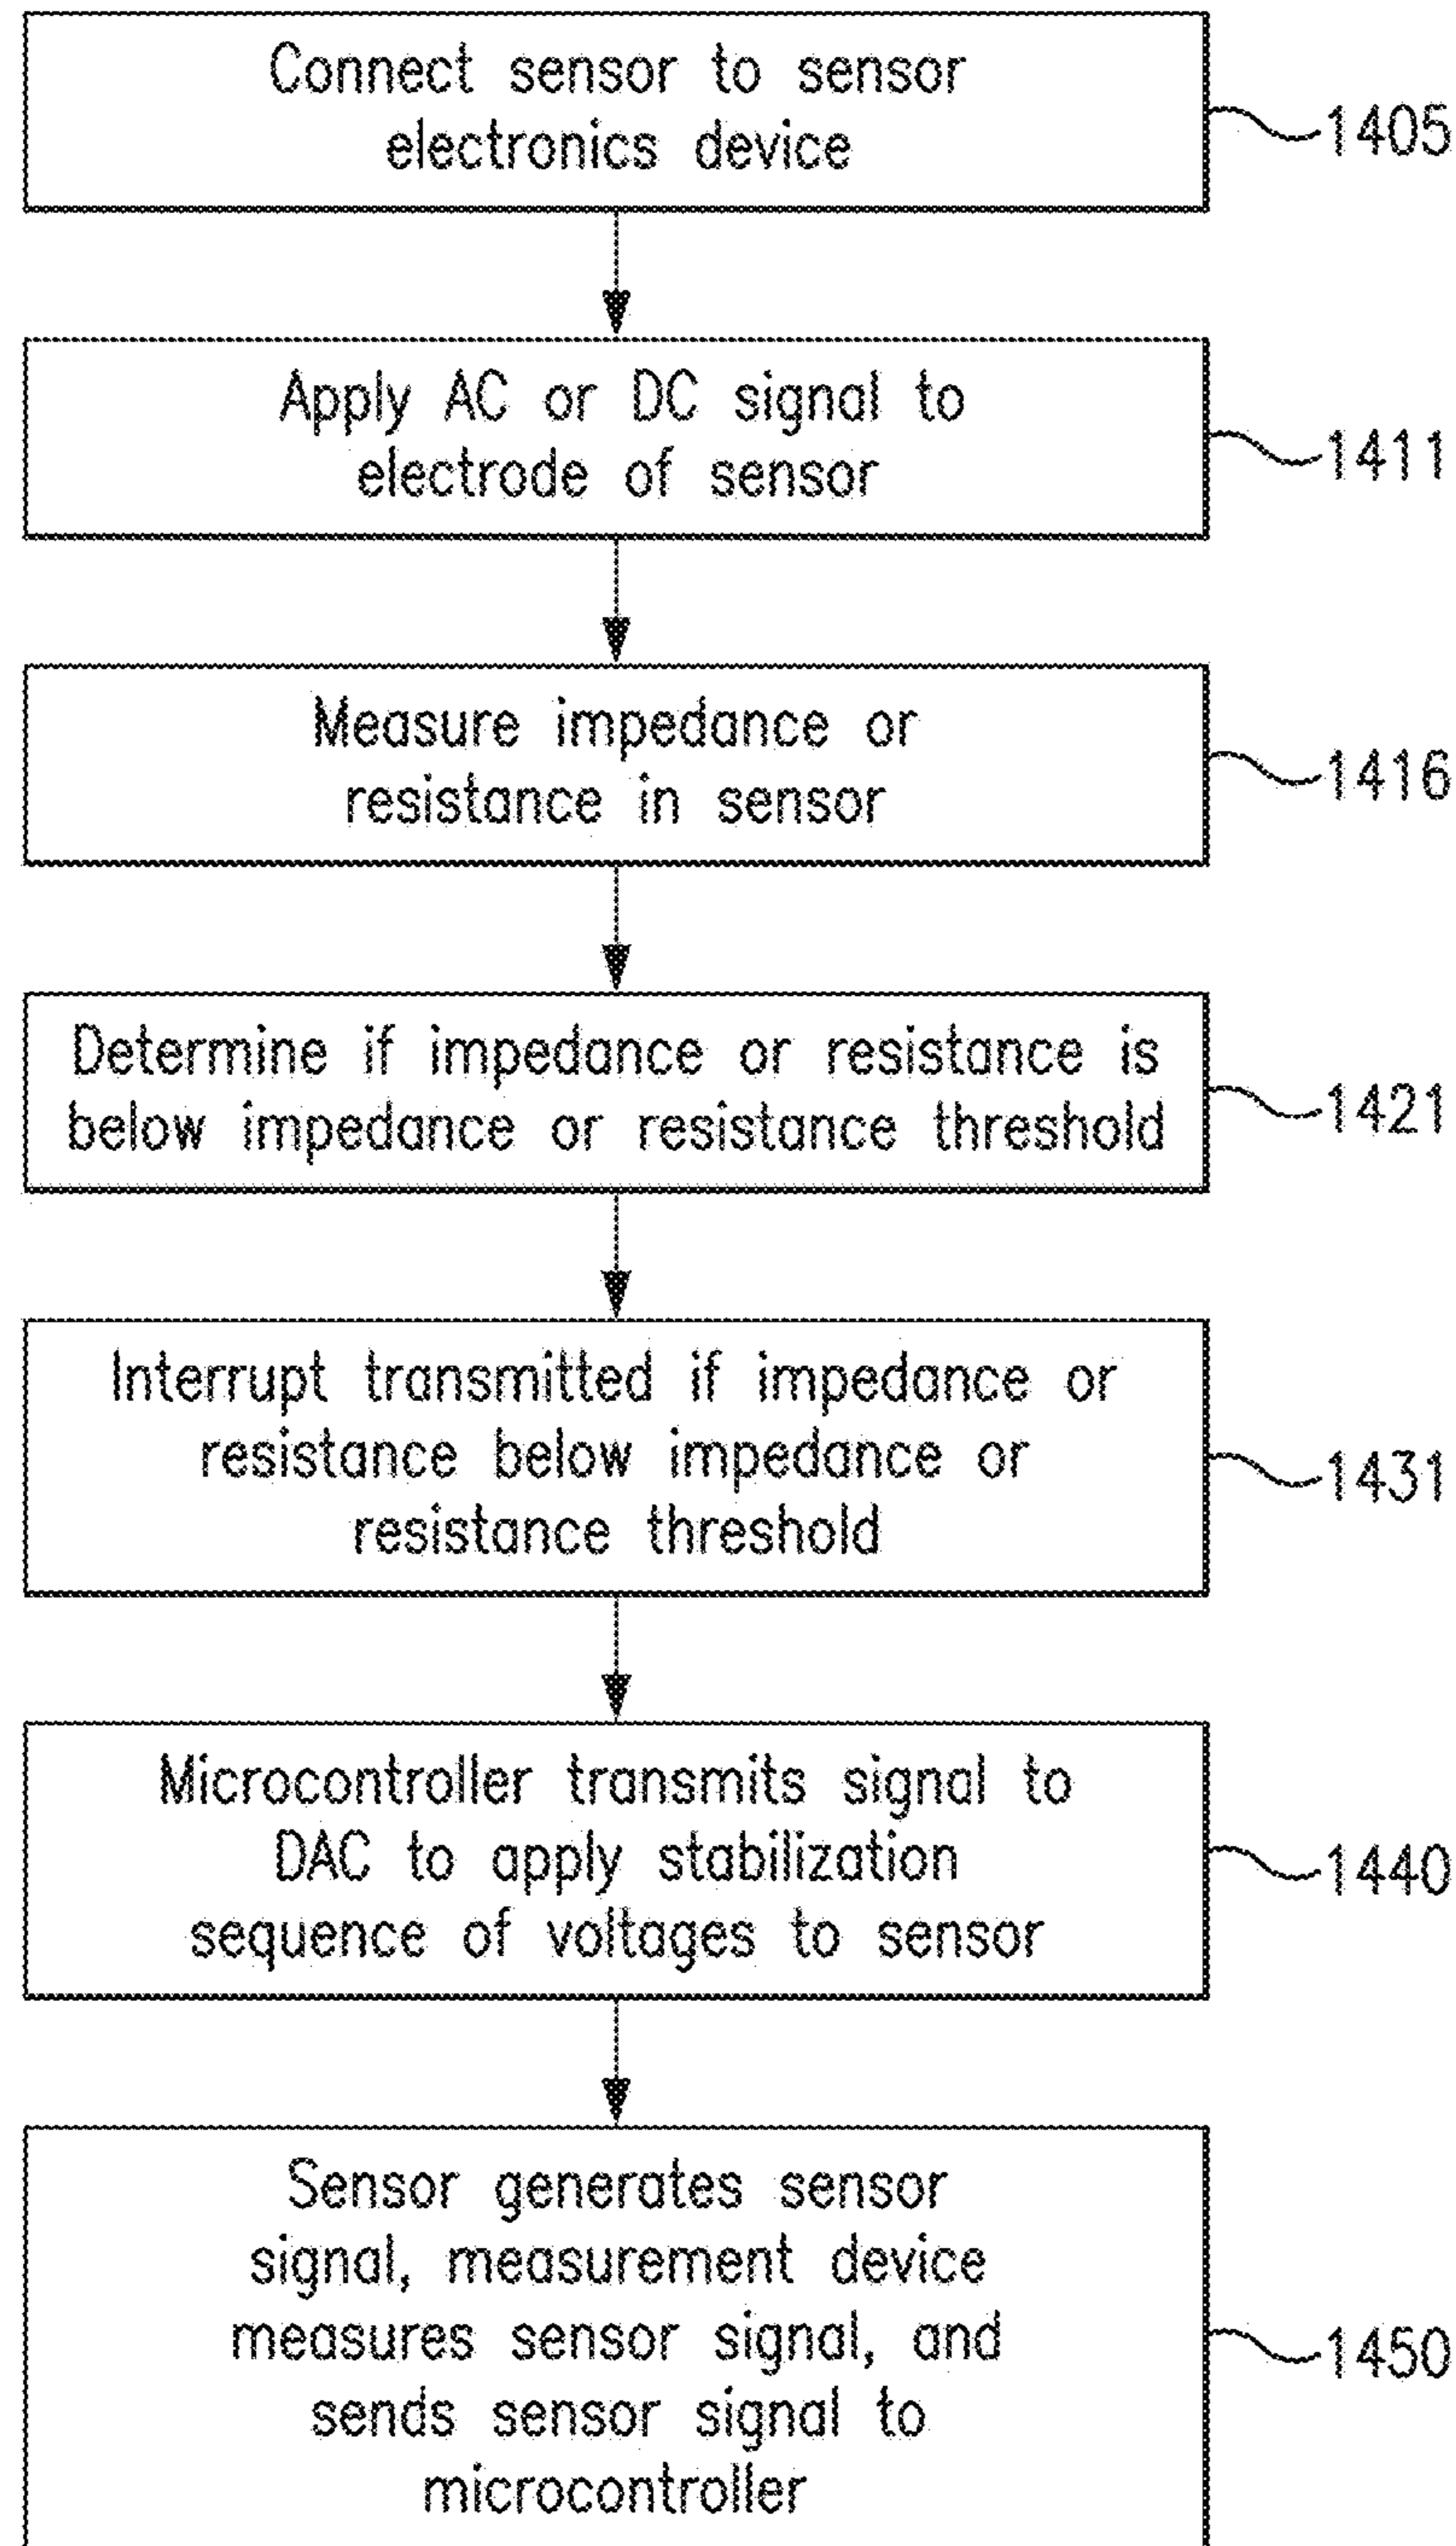 Connect sensor to sensor
electronics device
1405
Apply AC or DC signal to
electrode of sensor
1411
Measure impedance or
resistance in sensor
1416
Determine if impedance or resistance is
below impedance or resistance threshold
1421
Interrupt transmitted if impedance or
resistance below impedance or
resistance threshold
1431
Microcontroller transmits signal to
DAC to apply stabilization
sequence of voltages to sensor
1440
Sensor generates sensor
signal, measurement device
measures sensor signal, and
sends sensor signal to
microcontroller
1450